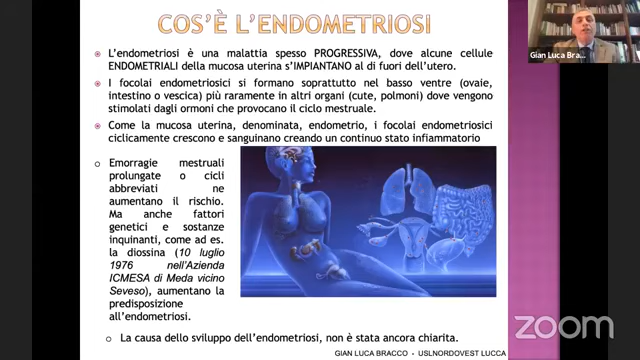 COS'È L'ENDOMETRIOSI
L'endometriosi è una malattia spesso PROGRESSIVA, dove alcune cellule
ENDOMETRIALI della mucosa uterina s'IMPIANTANO al di fuori dell'utero.
I focolai endometriosici si formano soprattutto nel basso ventre (ovaie,
intestino o vescica) più raramente in altri organi (cute, polmoni) dove vengono
stimolati dagli ormoni che provocano il ciclo mestruale.
Come la mucosa uterina, denominata, endometrio, i focolai endometriosici
ciclicamente crescono e sanguinano creando un continuo stato infiammatorio
Emorragie mestruali
prolungate o cicli
abbreviati ne
aumentano il rischio.
Ma anche fattori
genetici e sostanze
inquinanti, come ad es.
la diossina (10 luglio
1976 nell'Azienda
ICMESA di Meda vicino
Seveso), aumentano la
predisposizione
all'endometriosi.
La causa dello sviluppo dell'endometriosi, non è stata ancora chiarita.
GIAN LUCA BRACCO - USLNORDOVEST LUCCA
Gian Luca Bra...
zoom